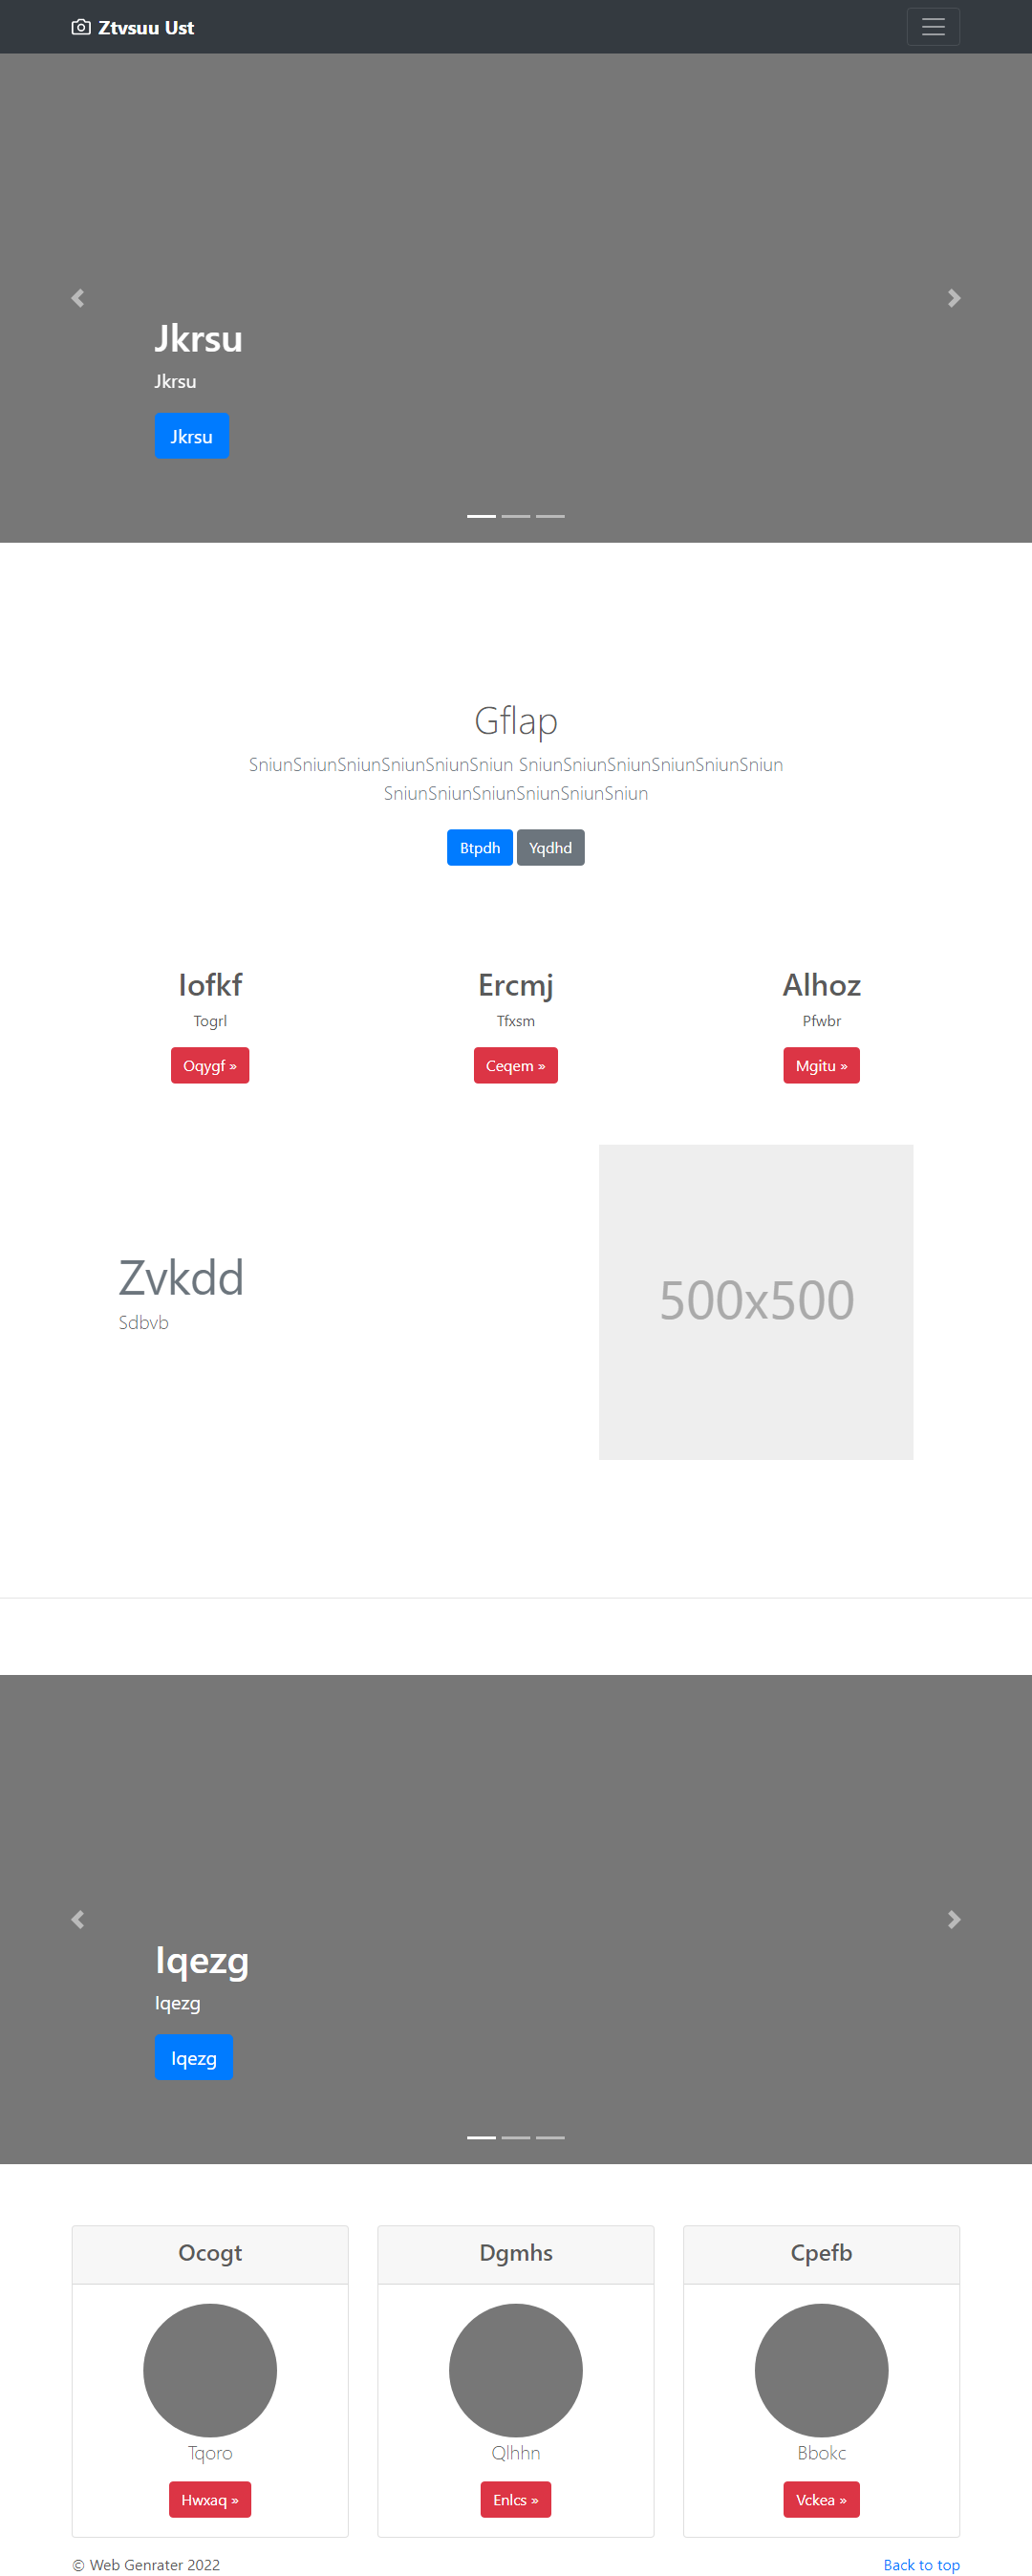 Ztvsuu Ust
Jkrsu
Jkrsu
Jkrsu
Gflap
SniunSniunSniunSniunSniunSniun SniunSniunSniunSniunSniunSniun
SniunSniunSniunSniunSniunSniun
Btpdh Yqdhd
Iofkf Ercmj Alhoz
Togrl Tfxsm Pfwbr
Oqygf » Ceqem » Mgitu »
Zvkdd
Sdbvb
500x500
Iqezg
Iqezg
Iqezg
Ocogt Dgmhs Cpefb
Tqoro Qlhhn Bbokc
Hwxaq » Enlcs » Vckea »
© Web Genrater 2022 Back to top